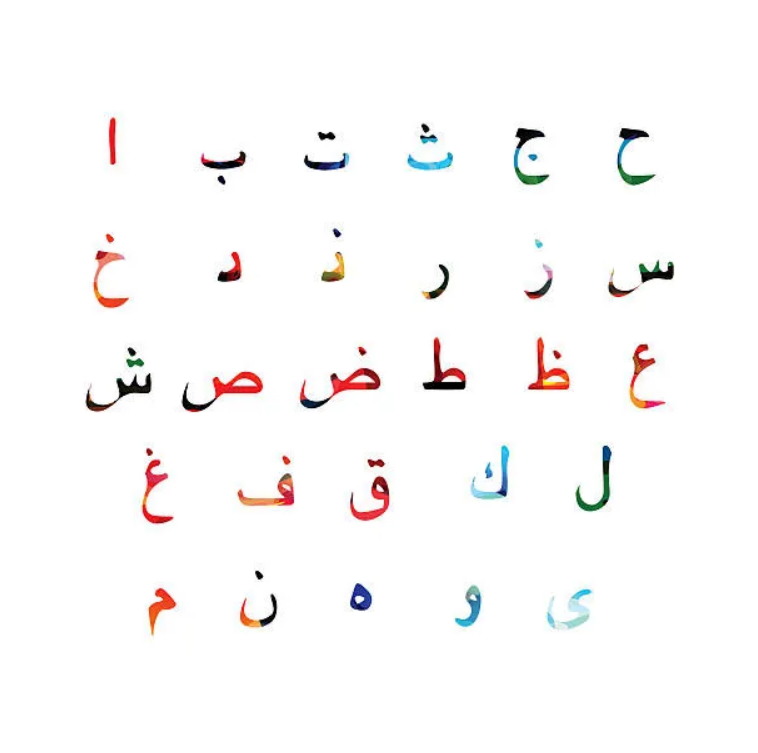 ا ب ت ث ج ح
خ د ذ ر ز س
ش ص ض ط ظ ع
غ ف ق ك ل
م ن ه و ى